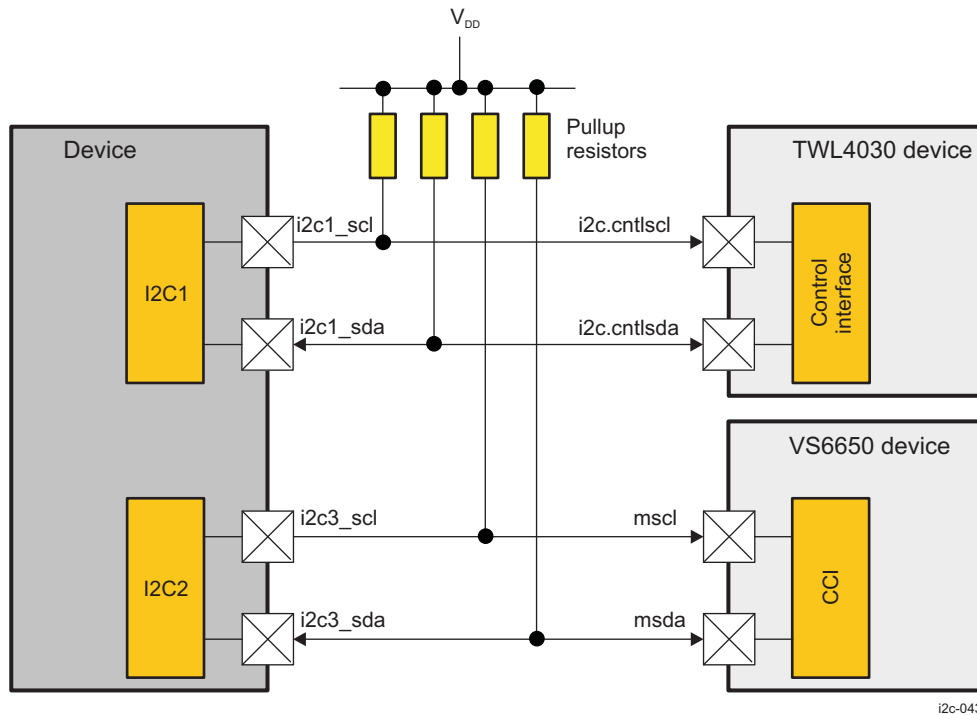 VDD
Pullup
resistors
Device
TWL4030 device
i2c1_scl
i2c.cntlscl
I2C1
Control
interface
i2c1_sda
i2c.cntlsda
VS6650 device
i2c3_scl
mscl
I2C2
CCI
i2c3_sda
msda